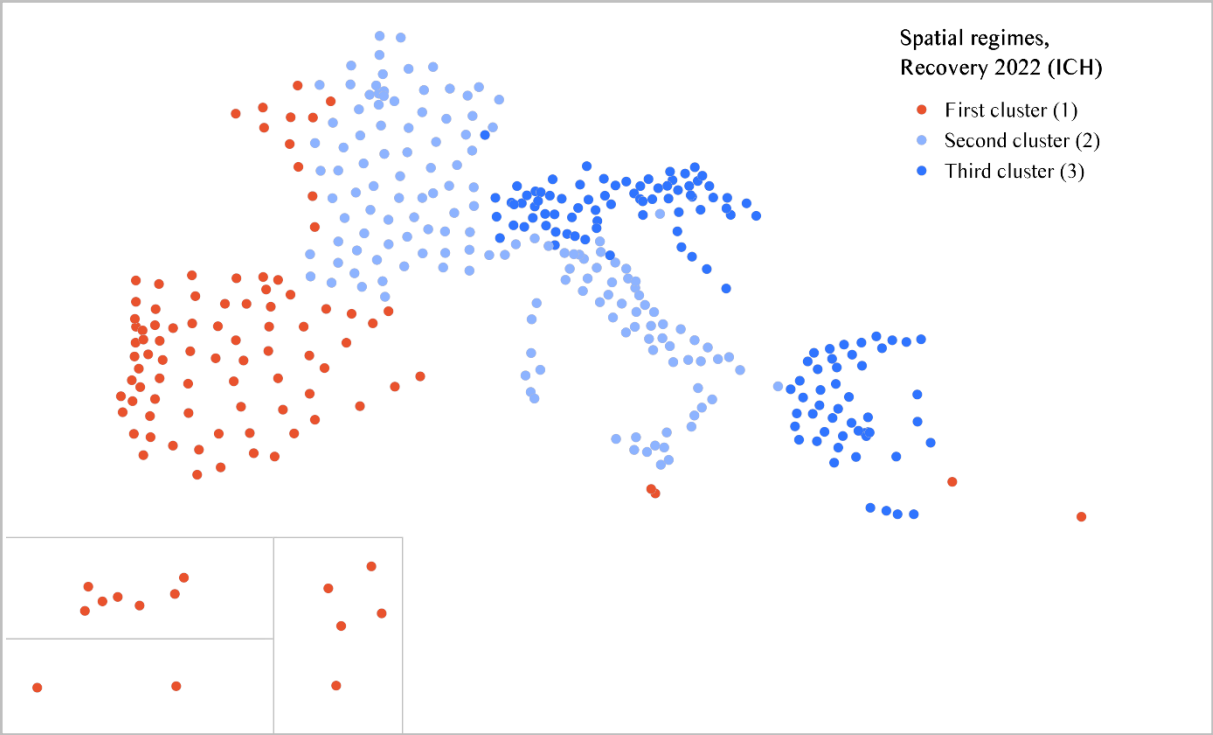 Spatial regimes,
Recovery 2022 (ICH)
First cluster (1)
Second cluster (2)
Third cluster (3)